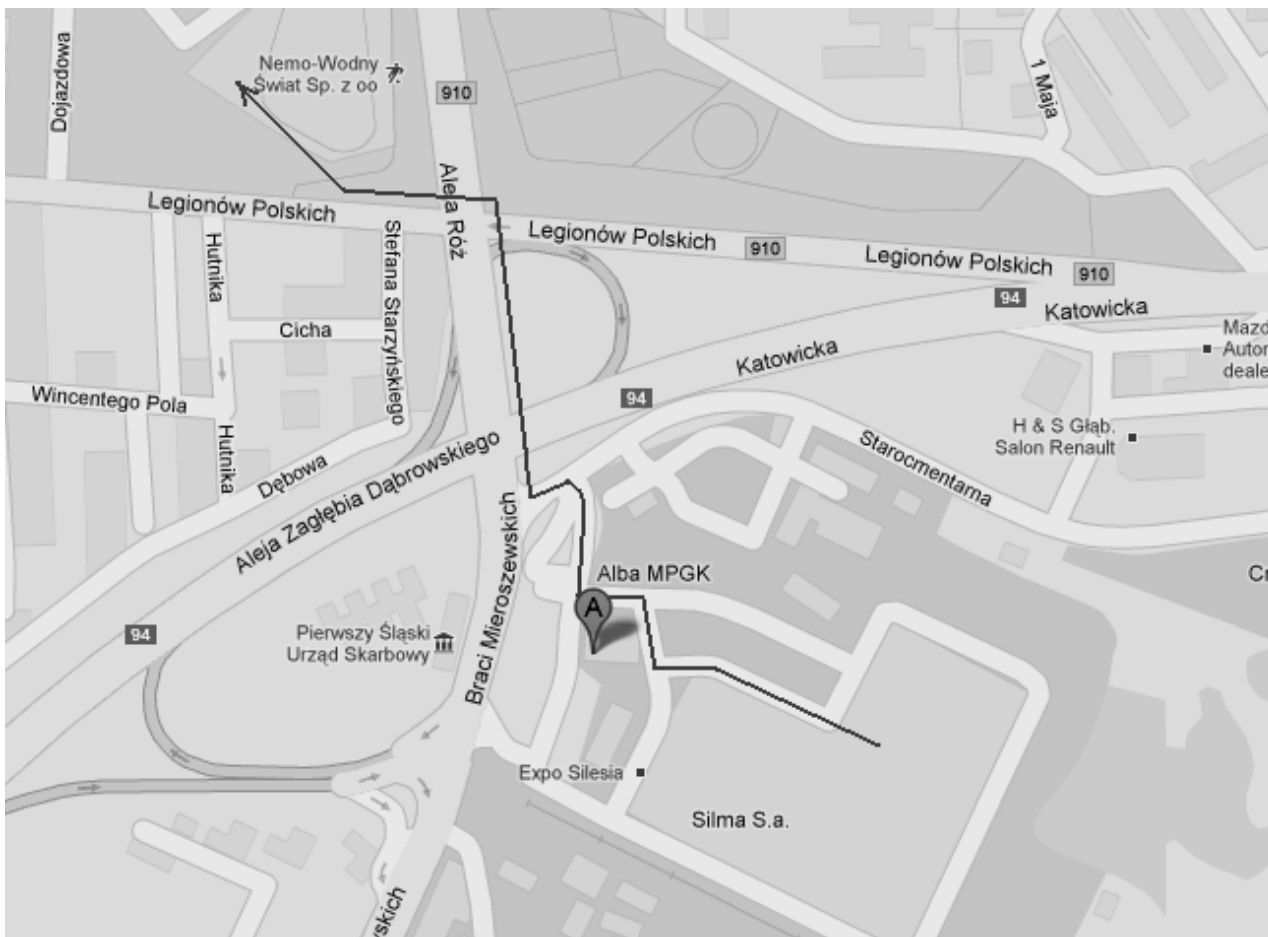 Dojazdowa
Nemo-Wodny
Świat Sp. z oo
910
1 Maja
Aleja Róż
Legionów Polskich
Legionów Polskich
910
Legionów Polskich
910
Hutnika
Stefana Starzyńskiego
94
Katowicka
Cicha
Katowicka
Mazd
Autor
deale
Wincentego Pola
94
H & S Głąb.
Salon Renault
Hutnika
Dębowa
Aleja Zagłębia Dąbrowskiego
Starocmentarna
Braci Mieroszewskich
Alba MPGK
A
Cr
94
Pierwszy Śląski
Urząd Skarbowy
Expo Silesia
Silma S.a.
wskich